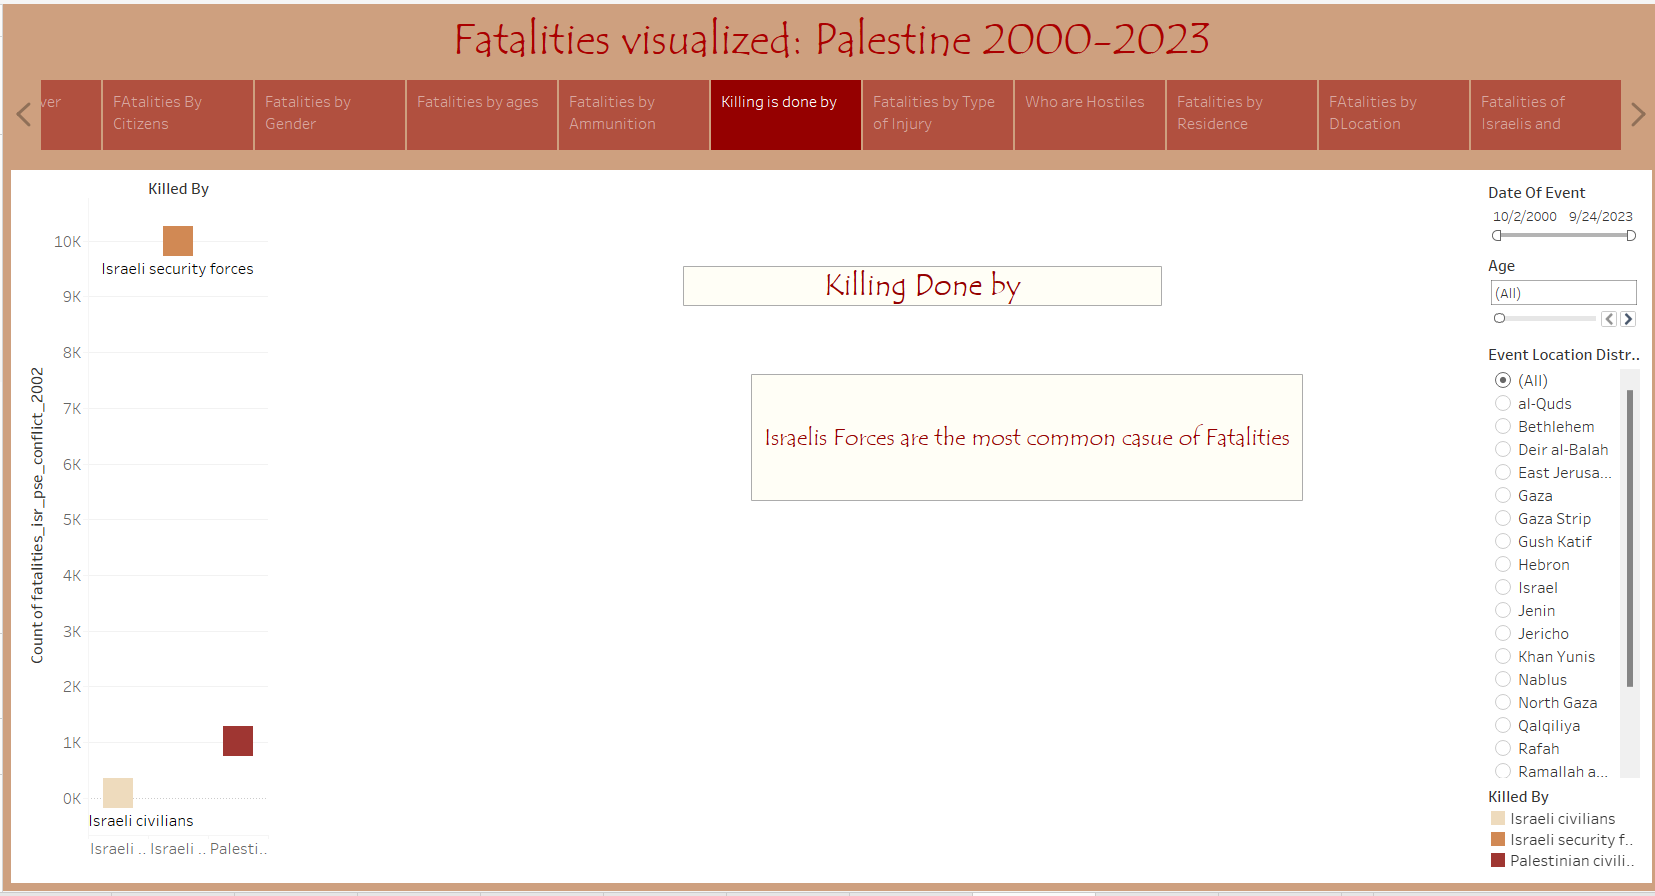 Fatalities visualized: Palestine 2000-2023
ver
FAtalities By
Citizens
Fatalities by
Gender
Fatalities by ages
Fatalities by
Ammunition
Killing is done by
Fatalities by Type
of Injury
Who are Hostiles
Fatalities by
Residence
FAtalities by
DLocation
Fatalities of
Israelis and
Killed By
Count of fatalities_isr_pse_conflict_2002
10K
9K
8K
7K
6K
5K
4K
3K
2K
1K
0K
Israeli security forces
Israeli civilians
Israeli .. Israeli .. Palesti..
Killing Done by
Israelis Forces are the most common casue of Fatalities
Date Of Event
10/2/2000 9/24/2023
Age
(All)
Event Location Distr..
(All)
al-Quds
Bethlehem
Deir al-Balah
East Jerusa...
Gaza
Gaza Strip
Gush Katif
Hebron
Israel
Jenin
Jericho
Khan Yunis
Nablus
North Gaza
Qalqiliya
Rafah
Ramallah a...
Killed By
Israeli civilians
Israeli security f..
Palestinian civili..